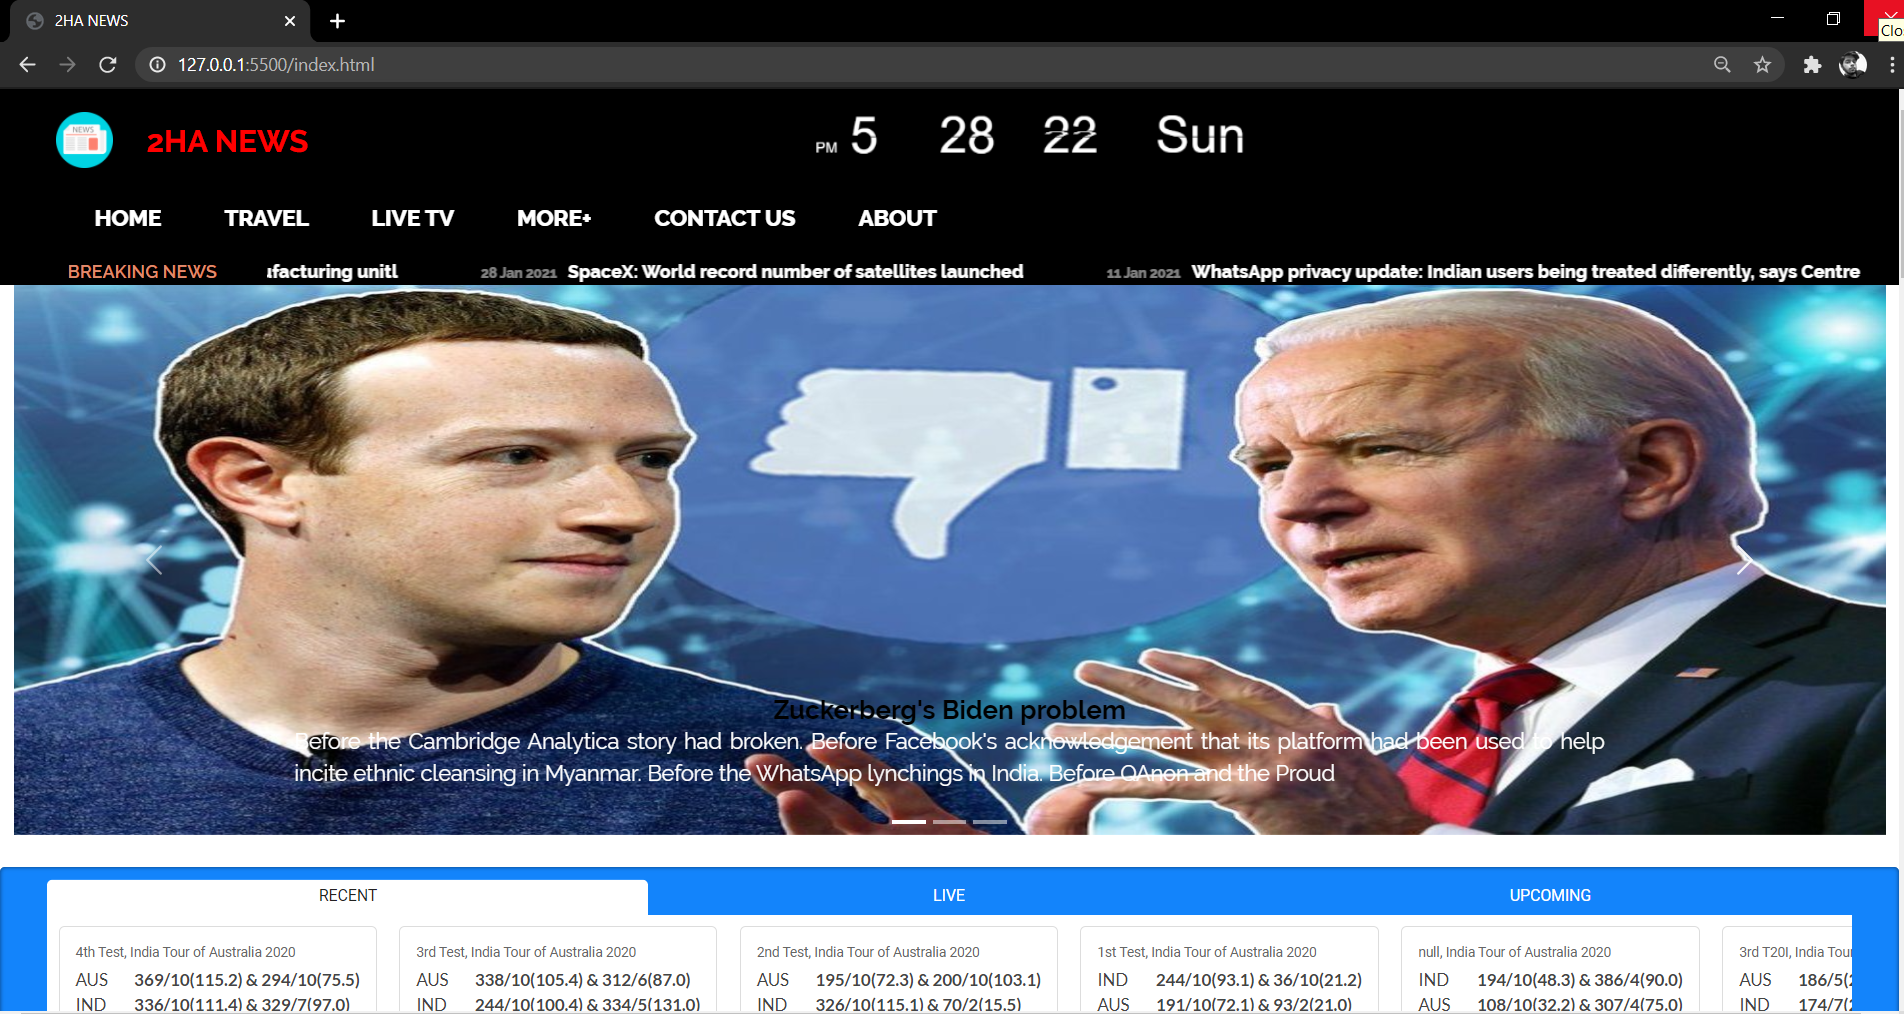 2HA NEWS
Clo
127.0.0.1:5500/index.html
NEWS
2HA NEWS
PM 5 28 22 Sun
HOME TRAVEL LIVE TV MORE+ CONTACT US ABOUT
BREAKING NEWS ufacturing unitl 28 Jan 2021 SpaceX: World record number of satellites launched 11 Jan 2021 WhatsApp privacy update: Indian users being treated differently, says Centre
Zuckerberg's Biden problem
Before the Cambridge Analytica story had broken. Before Facebook's acknowledgement that its platform had been used to help
incite ethnic cleansing in Myanmar. Before the WhatsApp lynchings in India. Before QAnon and the Proud
RECENT LIVE UPCOMING
4th Test, India Tour of Australia 2020
AUS 369/10(115.2) & 294/10(75.5)
IND 336/10(111.4) & 329/7(97.0)
3rd Test, India Tour of Australia 2020
AUS 338/10(105.4) & 312/6(87.0)
IND 244/10(100.4) & 334/5(131.0)
2nd Test, India Tour of Australia 2020
AUS 195/10(72.3) & 200/10(103.1)
IND 326/10(115.1) & 70/2(15.5)
1st Test, India Tour of Australia 2020
IND 244/10(93.1) & 36/10(21.2)
AUS 191/10(72.1) & 93/2(21.0)
null, India Tour of Australia 2020
IND 194/10(48.3) & 386/4(90.0)
AUS 108/10(32.2) & 307/4(75.0)
3rd T20I, India Tour
AUS 186/5(2
IND 174/7(2